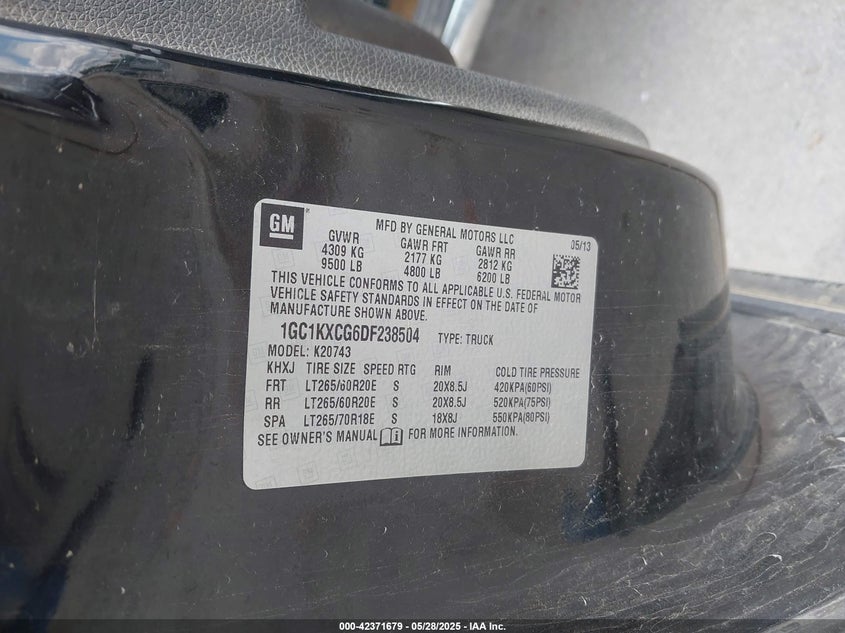 GM
MFD BY GENERAL MOTORS LLC
05/13
GVWR GAWR FRT GAWR RR
4309 KG 2177 KG 2812 KG
9500 LB 4800 LB 6200 LB
THIS VEHICLE CONFORMS TO ALL APPLICABLE U.S. FEDERAL MOTOR
VEHICLE SAFETY STANDARDS IN EFFECT ON THE DATE OF
MANUFACTURE SHOWN ABOVE.
1GC1KXCG6DF238504 TYPE: TRUCK
MODEL: K20743
KHXJ TIRE SIZE SPEED RTG RIM COLD TIRE PRESSURE
FRT LT265/60R20E S 20X8.5J 420KPA(60PSI)
RR LT265/60R20E S 20X8.5J 520KPA(75PSI)
SPA LT265/70R18E S 18X8J 550KPA(80PSI)
SEE OWNER'S MANUAL FOR MORE INFORMATION.
000-42371679 - 05/28/2025 - IAA Inc.